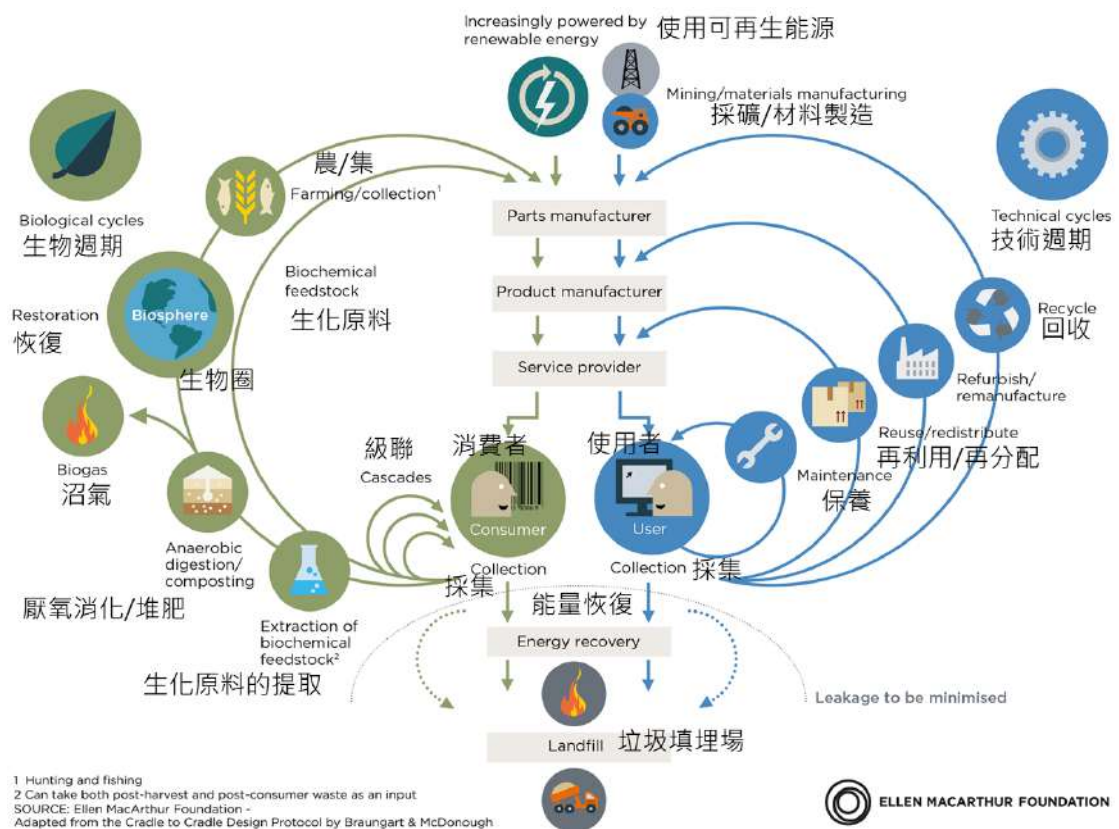 Increasingly powered by
renewable energy
使用可再生能源
Mining/materials manufacturing
採礦/材料製造
農/集
Farming/collection¹
Biological cycles
生物週期
Technical cycles
技術週期
Parts manufacturer
Biochemical
feedstock
生化原料
Product manufacturer
Restoration
恢復
Biosphere
生物圈
Recycle
回收
Service provider
Refurbish/
remanufacture
Biogas
沼氣
級聯
Cascades
消費者
使用者
Consumer
User
Reuse/redistribute
再利用/再分配
Maintenance
保養
Anaerobic
digestion/
composting
厭氧消化/堆肥
Collection
採集
Collection
採集
能量恢復
Extraction of
biochemical
feedstock²
生化原料的提取
Energy recovery
Leakage to be minimised
Landfill
垃圾填埋場
1 Hunting and fishing
2 Can take both post-harvest and post-consumer waste as an input
SOURCE: Ellen MacArthur Foundation -
Adapted from the Cradle to Cradle Design Protocol by Braungart & McDonough
ELLEN MACARTHUR FOUNDATION